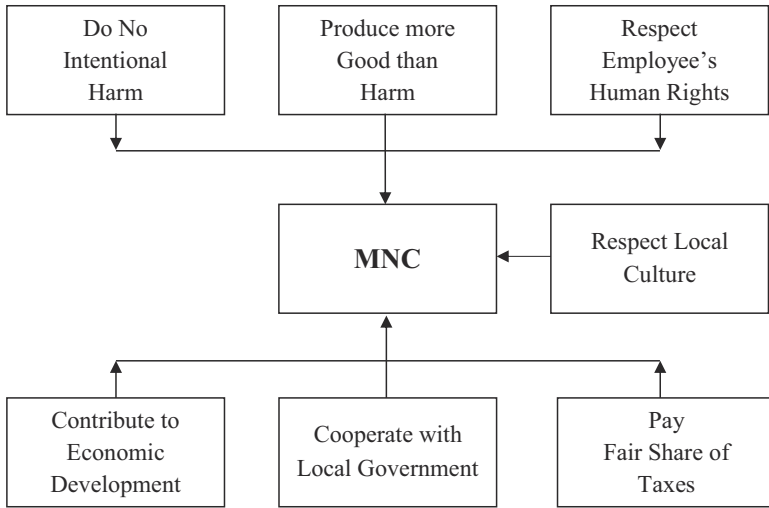 Do No
Intentional
Harm
Produce more
Good than
Harm
Respect
Employee’s
Human Rights
MNC
Respect Local
Culture
Contribute to
Economic
Development
Cooperate with
Local Government
Pay
Fair Share of
Taxes